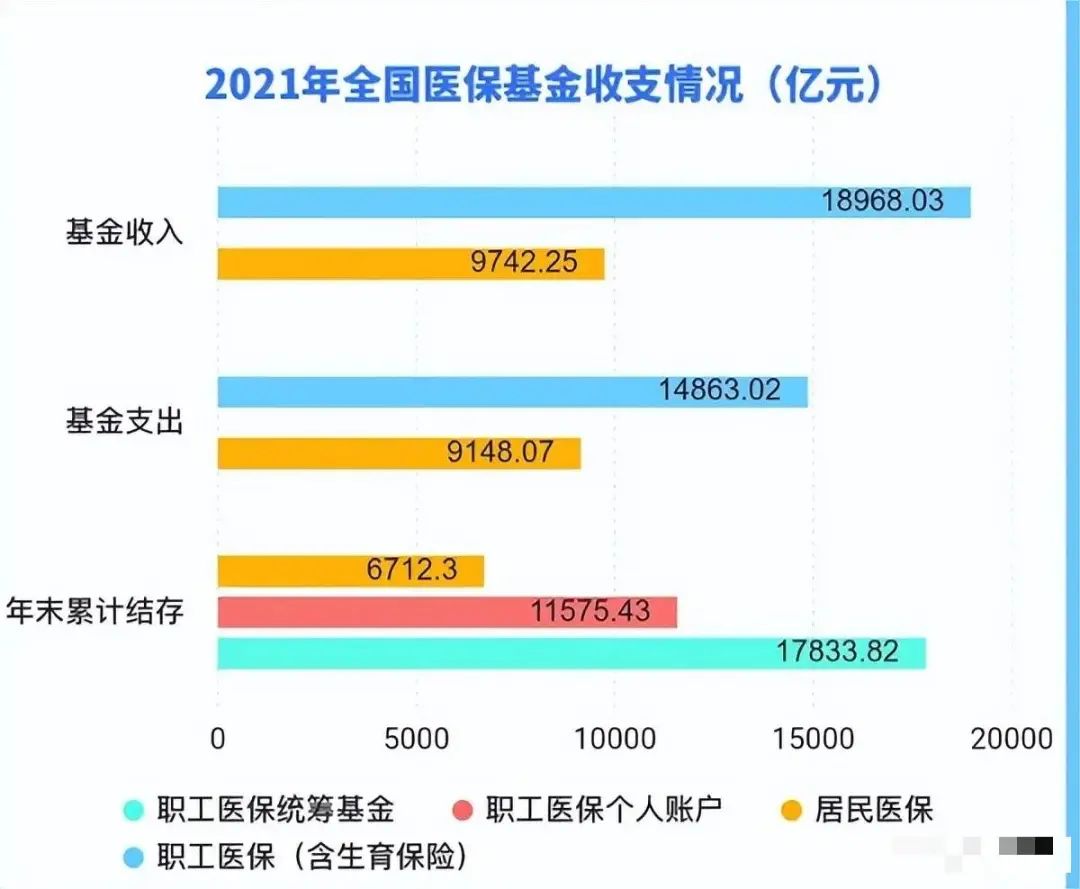 2021年全国医保基金收支情况（亿元）
18968.03
基金收入
9742.25
14863.02
基金支出
9148.07
6712.3
年末累计结存
11575.43
17833.82
0 5000 10000 15000 20000
职工医保统筹基金 职工医保个人账户 居民医保
职工医保（含生育保险）